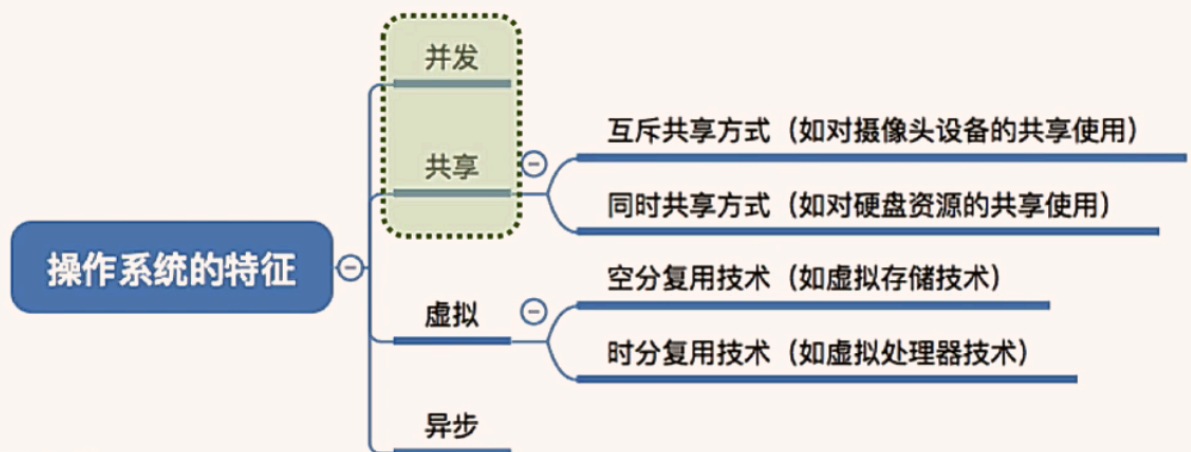 并发
互斥共享方式（如对摄像头设备的共享使用）
共享
同时共享方式（如对硬盘资源的共享使用）
操作系统的特征
空分复用技术（如虚拟存储技术）
虚拟
时分复用技术（如虚拟处理器技术）
异步